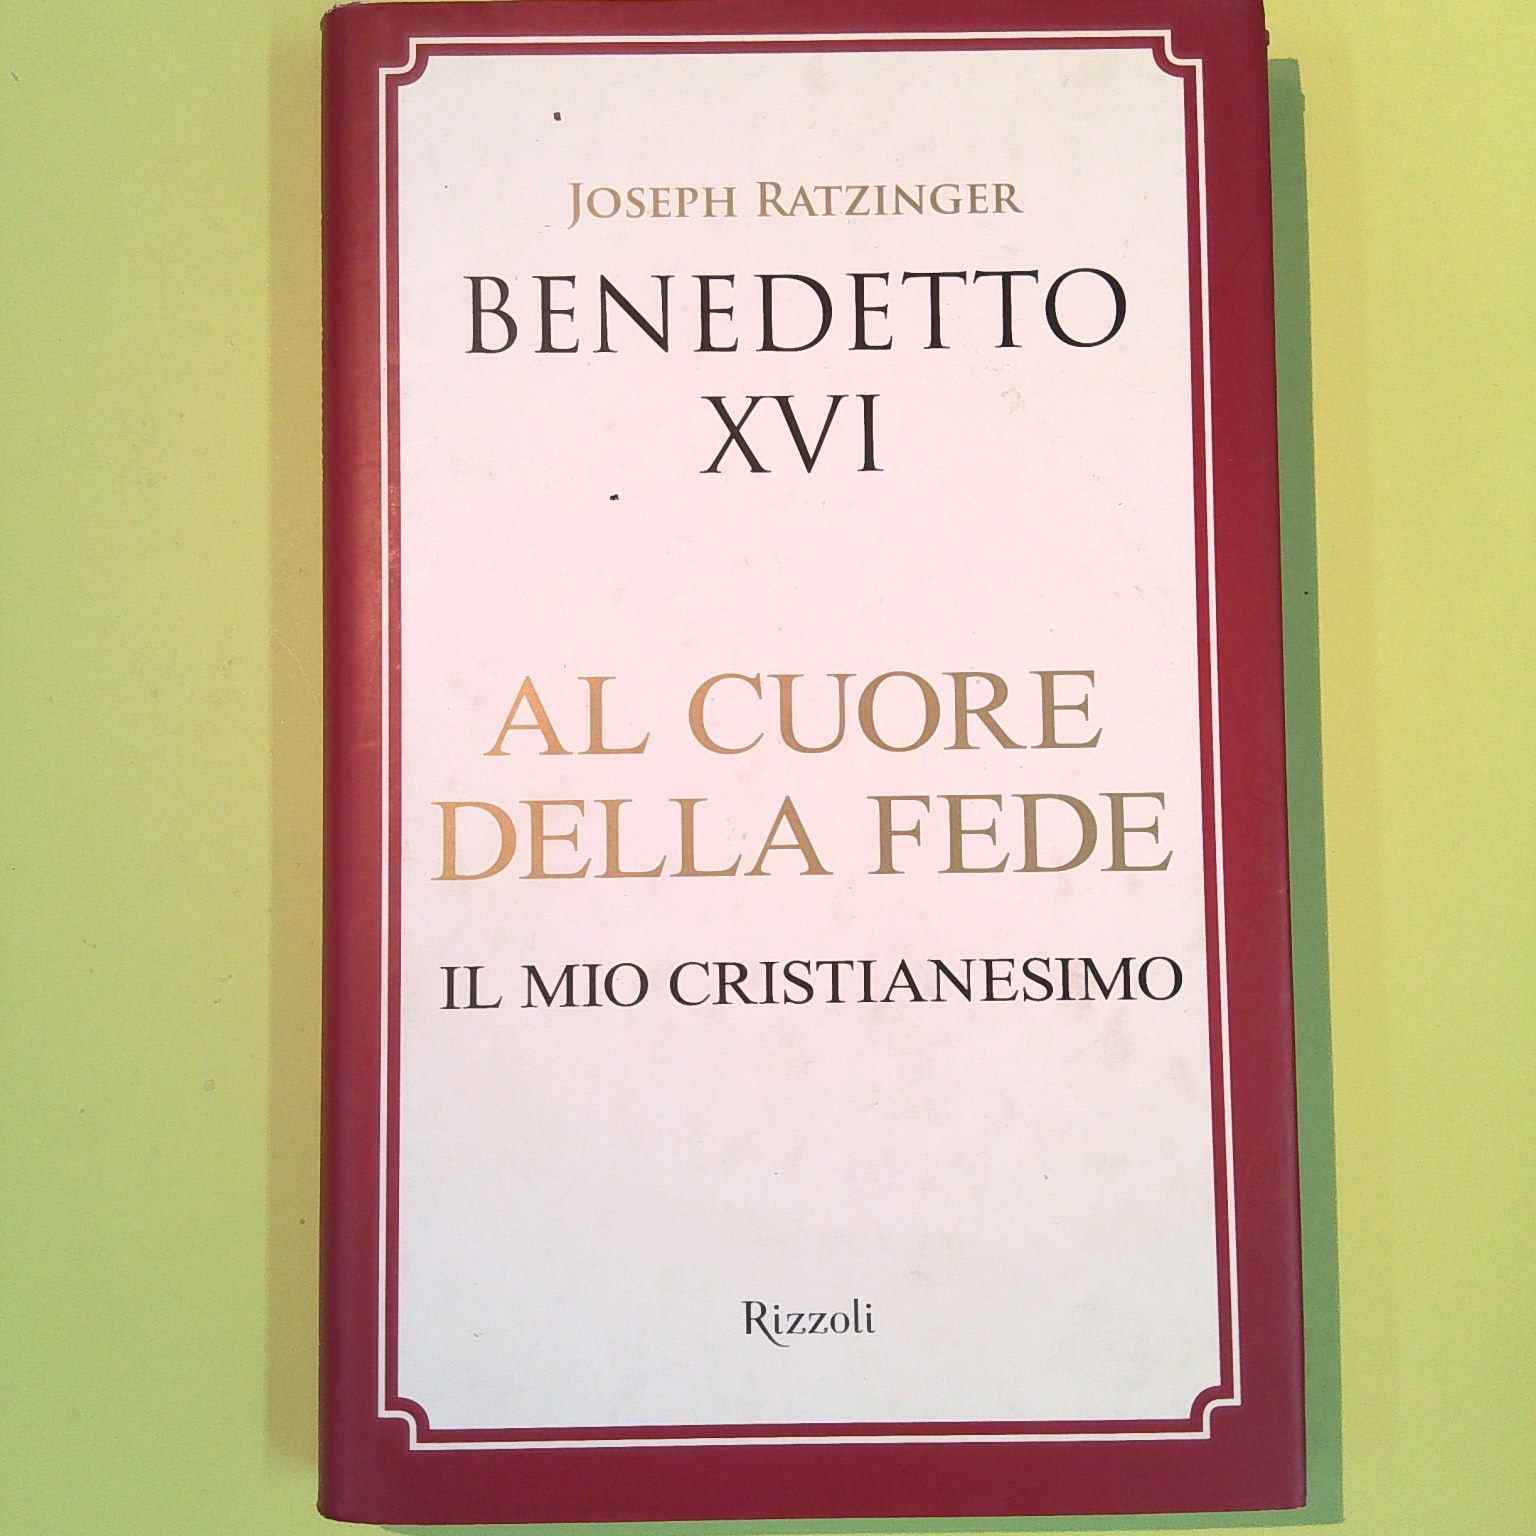 JOSEPH RATZINGER
BENEDETTO
XVI
AL CUORE
DELLA FEDE
IL MIO CRISTIANESIMO
Rizzoli